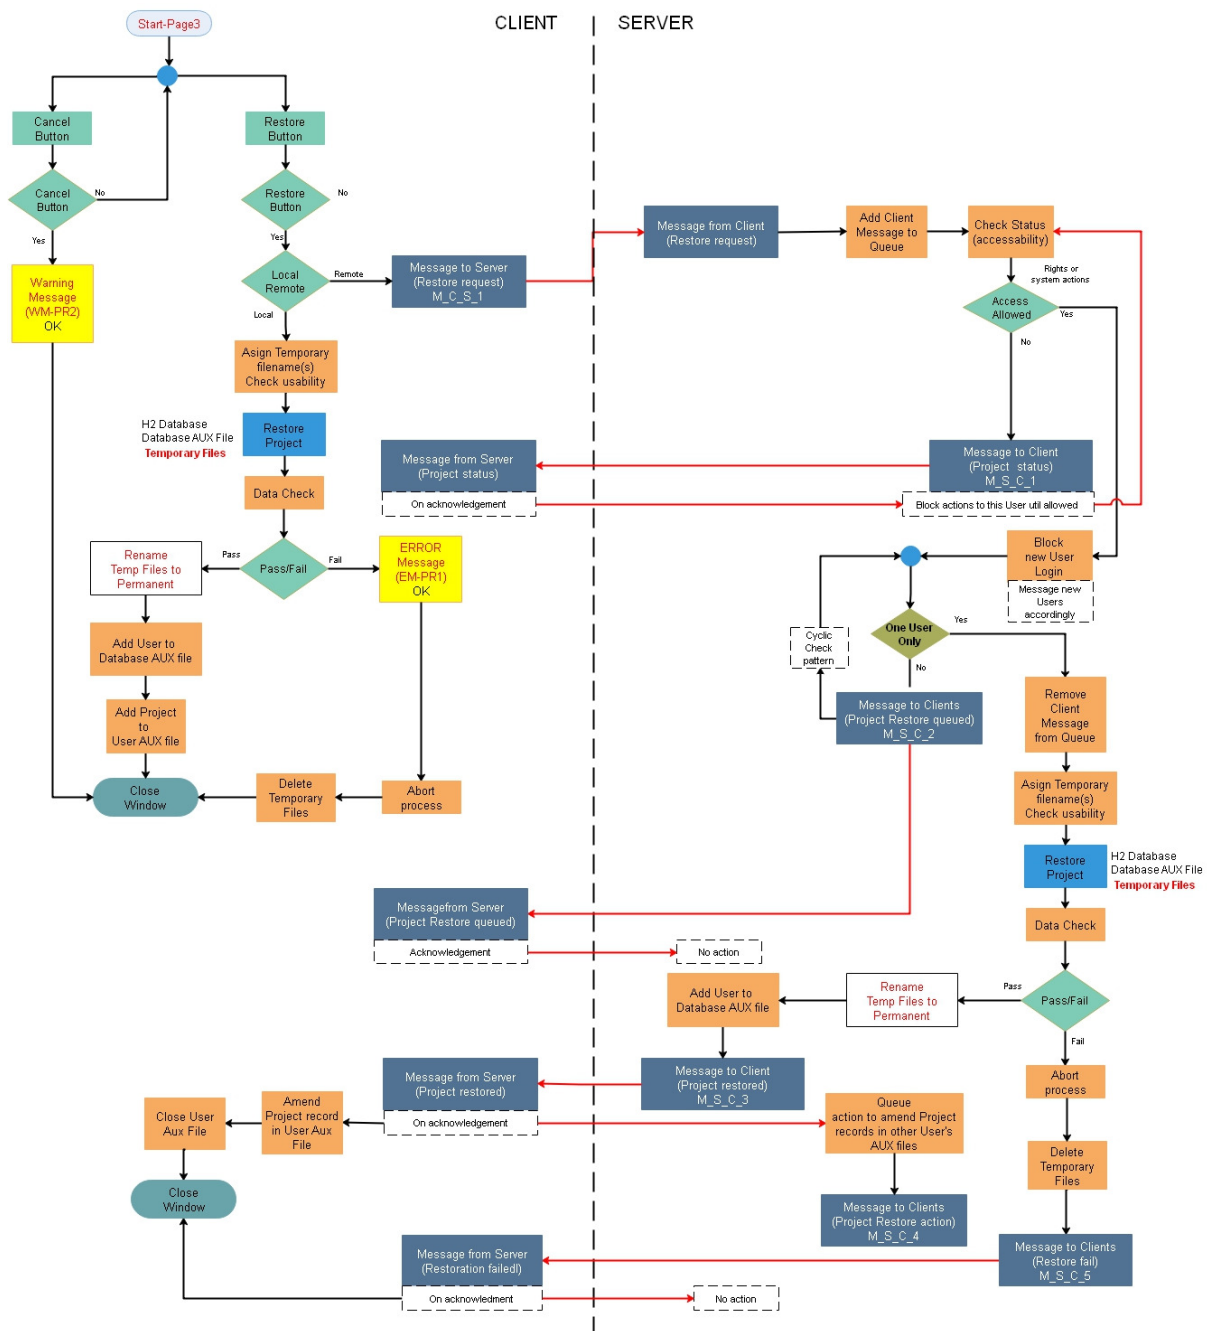 Start-Page3
CLIENT
SERVER
Cancel
Button
Restore
Button
Cancel
Button
No
Yes
Restore
Button
No
Yes
Warning
Message
(WM-PR2)
OK
Local
Remote
Remote
Local
Message to Server
(Restore request)
M_C_S_1
Message from Client
(Restore request)
Add Client
Message to
Queue
Check Status
(accessability)
Rights or
system actions
Access
Allowed
Yes
No
Asign Temporary
filename(s)
Check usability
H2 Database
Database AUX File
Temporary Files
Restore
Project
Data Check
Message from Server
(Project status)
On acknowledgement
Message to Client
(Project status)
M_S_C_1
Block actions to this User util allowed
Rename
Temp Files to
Permanent
Pass
Pass/Fail
Fail
ERROR
Message
(EM-PR1)
OK
Block
new User
Login
Message new
Users
accordingly
One User
Only
Yes
No
Cyclic
Check
pattern
Add User to
Database AUX file
Add Project
to
User AUX file
Message to Clients
(Project Restore queued)
M_S_C_2
Remove
Client
Message
from Queue
Close
Window
Delete
Temporary
Files
Abort
process
Asign Temporary
filename(s)
Check usability
Restore
Project
H2 Database
Database AUX File
Temporary Files
Messagefrom Server
(Project Restore queued)
Acknowledgement
No action
Data Check
Add User to
Database AUX file
Rename
Temp Files to
Permanent
Pass
Pass/Fail
Fail
Message from Server
(Project restored)
On acknowledgement
Message to Client
(Project restored)
M_S_C_3
Abort
process
Close User
Aux File
Amend
Project record
in User Aux
File
Queue
action to amend Project
records in other User's
AUX files
Delete
Temporary
Files
Close
Window
Message to Clients
(Project Restore action)
M_S_C_4
Message from Server
(Restoration failedl)
On acknowledment
No action
Message to Clients
(Restore fail)
M_S_C_5